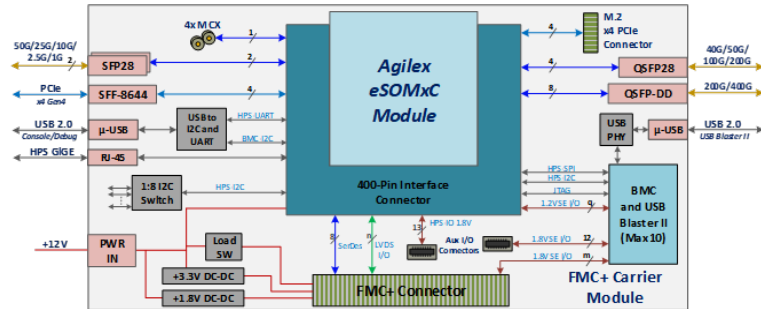 50G/25G/10G/
2.5G/1G
2
SFP28
PCIe
x4 Gen4
SFF-8644
USB 2.0
Console/Debug
μ-USB
HPS GIGE
RJ-45
USB to
I2C and
UART
HPS UART
BMC I2C
1:8 I2C
Switch
HPS I2C
+12 V
PWR
IN
Load
SW
+3.3V DC-DC
+1.8V DC-DC
4x MCX
1
2
4
Agilex
eSOMxC
Module
400-Pin Interface
Connector
8
SerDes
n
LVDS
I/O
13
HPS IO 1.8V
Aux I/O
Connectors
FMC+ Connector
4
M.2
x4 PCIe
Connector
4
QSFP28
40G/50G/
100G/200G
8
QSFP-DD
200G/400G
USB
PHY
μ-USB
USB 2.0
USB Blaster II
HPS SPI
HPS I2C
JTAG
1.2VSE I/O
q
1.8VSE I/O
12
1.8V SE I/O
m
BMC
and USB
Blaster II
(Max10)
FMC+ Carrier
Module